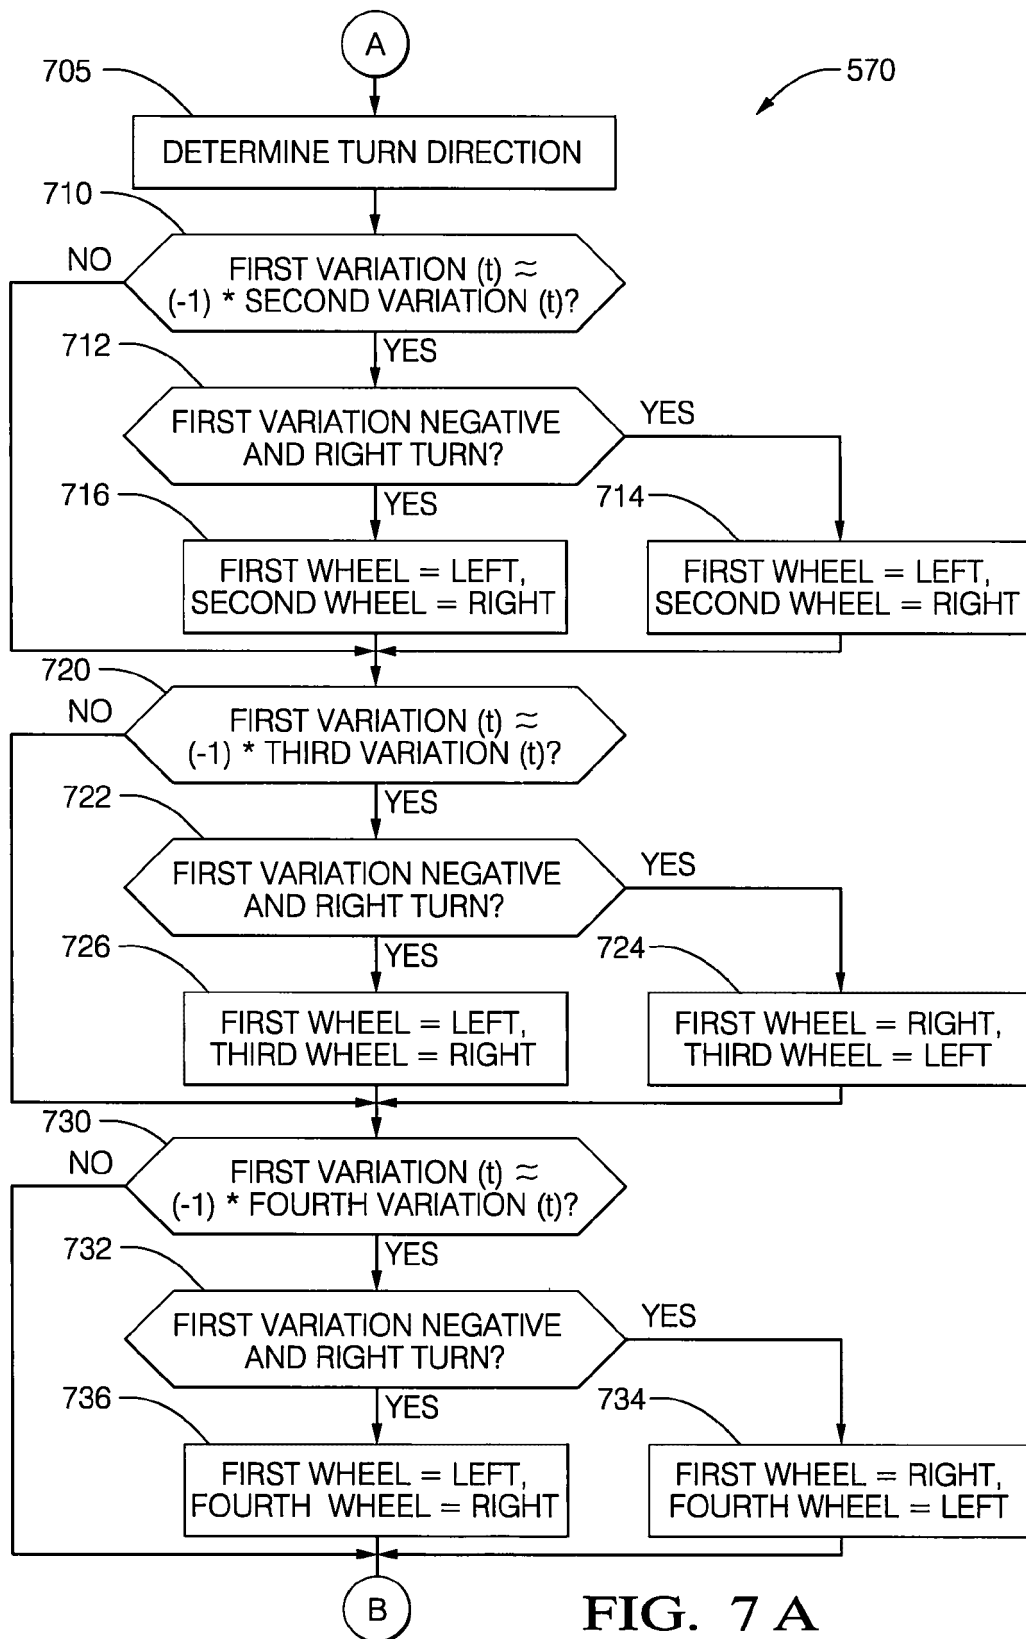 A
705
570
DETERMINE TURN DIRECTION
710
NO
FIRST VARIATION (t) ≈
(-1) * SECOND VARIATION (t)?
YES
712
FIRST VARIATION NEGATIVE
AND RIGHT TURN?
YES
YES
716
714
FIRST WHEEL = LEFT,
SECOND WHEEL = RIGHT
FIRST WHEEL = LEFT,
SECOND WHEEL = RIGHT
720
NO
FIRST VARIATION (t) ≈
(-1) * THIRD VARIATION (t)?
YES
722
FIRST VARIATION NEGATIVE
AND RIGHT TURN?
YES
YES
726
724
FIRST WHEEL = LEFT,
THIRD WHEEL = RIGHT
FIRST WHEEL = RIGHT,
THIRD WHEEL = LEFT
730
NO
FIRST VARIATION (t) ≈
(-1) * FOURTH VARIATION (t)?
YES
732
FIRST VARIATION NEGATIVE
AND RIGHT TURN?
YES
YES
736
734
FIRST WHEEL = LEFT,
FOURTH WHEEL = RIGHT
FIRST WHEEL = RIGHT,
FOURTH WHEEL = LEFT
B
FIG. 7 A